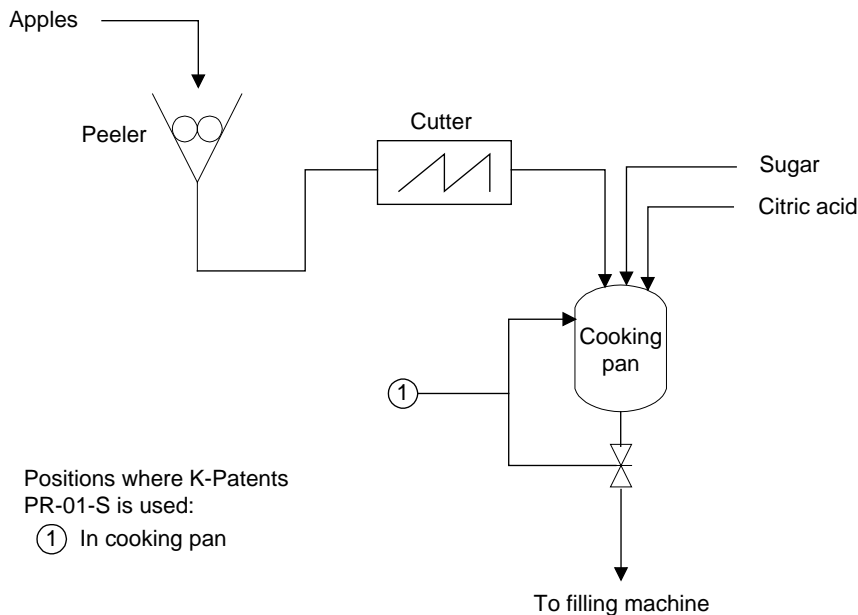 Apples
Peeler
Cutter
Sugar
Citric acid
Cooking
pan
1
Positions where K-Patents
PR-01-S is used:
1 In cooking pan
To filling machine